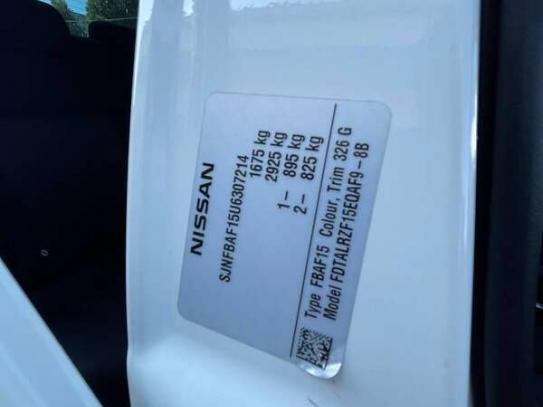 NISSAN
SJNFBAF15U6307214
1675 kg
2925 kg
1– 895 kg
2– 825 kg
Type FBAF15 Colour, Trim 326 G
Model FDTALRZF15EQAF9-8B